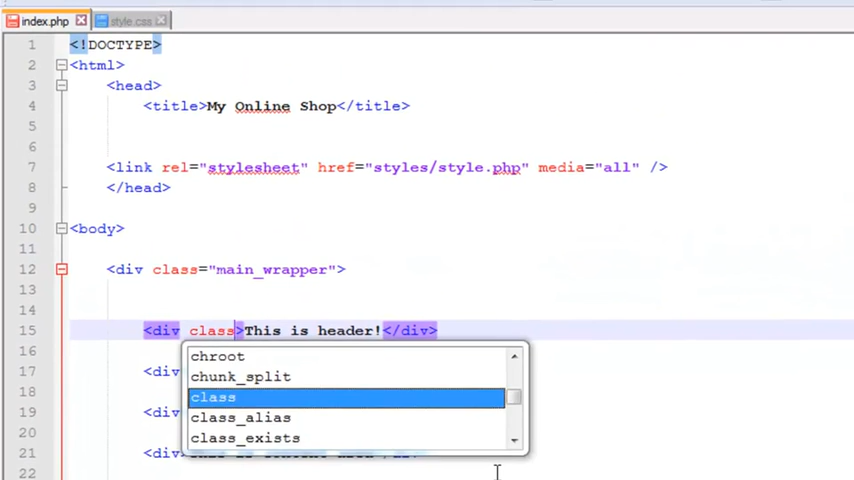 index.php style.css
1 <!DOCTYPE>
2 <html>
3 <head>
4 <title>My Online Shop</title>
5
6
7 <link rel="stylesheet" href="styles/style.php" media="all" />
8 </head>
9
10 <body>
11
12 <div class="main_wrapper">
13
14
15 <div class>This is header!</div>
16 chroot
17 <div chunk_split
18 class
19 <div class_alias
20 class_exists
21 <div>
22